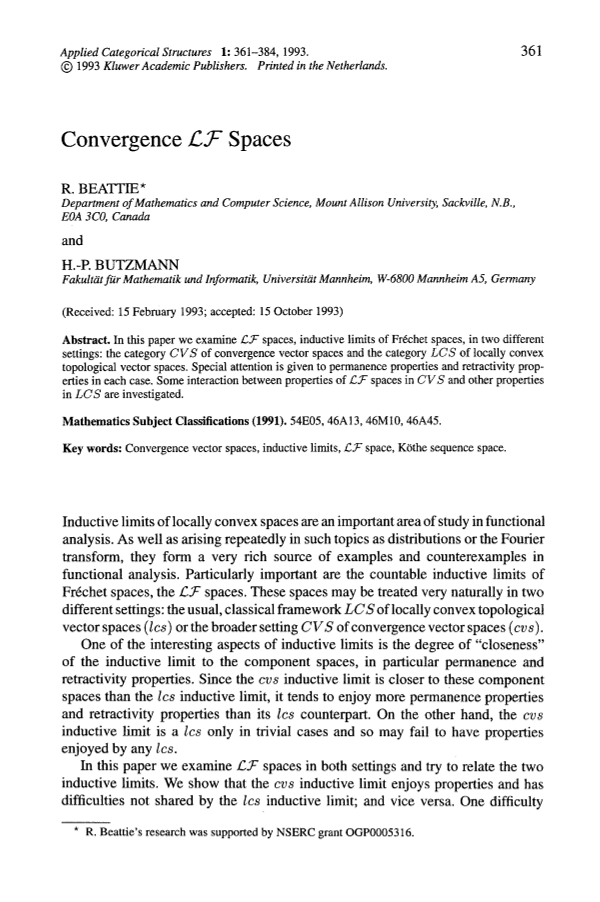 Applied Categorical Structures 1: 361–384, 1993.
361
© 1993 Kluwer Academic Publishers. Printed in the Netherlands.
Convergence ℒℱ Spaces
R. BEATTIE*
Department of Mathematics and Computer Science, Mount Allison University, Sackville, N.B.,
E0A 3C0, Canada
and
H.-P. BUTZMANN
Fakultät für Mathematik und Informatik, Universität Mannheim, W-6800 Mannheim A5, Germany
(Received: 15 February 1993; accepted: 15 October 1993)
Abstract. In this paper we examine ℒℱ spaces, inductive limits of Fréchet spaces, in two different
settings: the category CVS of convergence vector spaces and the category LCS of locally convex
topological vector spaces. Special attention is given to permanence properties and retractivity prop-
erties in each case. Some interaction between properties of ℒℱ spaces in CVS and other properties
in LCS are investigated.
Mathematics Subject Classifications (1991). 54E05, 46A13, 46M10, 46A45.
Key words: Convergence vector spaces, inductive limits, ℒℱ space, Köthe sequence space.
Inductive limits of locally convex spaces are an important area of study in functional
analysis. As well as arising repeatedly in such topics as distributions or the Fourier
transform, they form a very rich source of examples and counterexamples in
functional analysis. Particularly important are the countable inductive limits of
Fréchet spaces, the ℒℱ spaces. These spaces may be treated very naturally in two
different settings: the usual, classical framework LCS of locally convex topological
vector spaces (lcs) or the broader setting CVS of convergence vector spaces (cvs).
One of the interesting aspects of inductive limits is the degree of “closeness”
of the inductive limit to the component spaces, in particular permanence and
retractivity properties. Since the cvs inductive limit is closer to these component
spaces than the lcs inductive limit, it tends to enjoy more permanence properties
and retractivity properties than its lcs counterpart. On the other hand, the cvs
inductive limit is a lcs only in trivial cases and so may fail to have properties
enjoyed by any lcs.
In this paper we examine ℒℱ spaces in both settings and try to relate the two
inductive limits. We show that the cvs inductive limit enjoys properties and has
difficulties not shared by the lcs inductive limit; and vice versa. One difficulty
* R. Beattie's research was supported by NSERC grant OGP0005316.